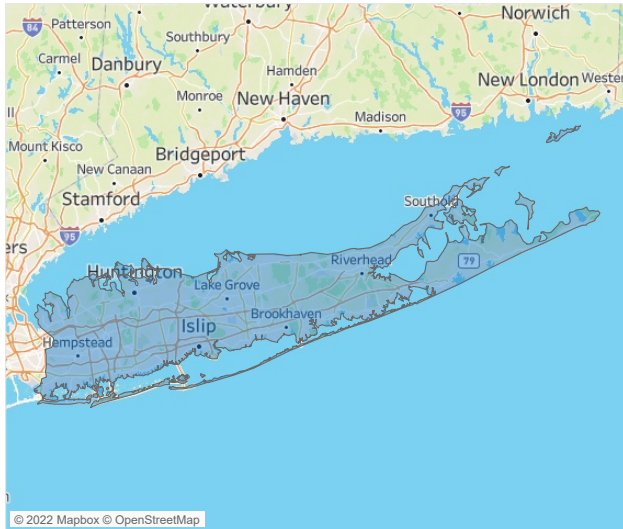 Waterbury
Norwich
84
Patterson
Southbury
Carmel
Danbury
Hamden
New London
Wester
Monroe
New Haven
95
ll
Madison
Mount Kisco
Bridgeport
New Canaan
Stamford
Southold
95
ers
Riverhead
79
Huntington
Lake Grove
Brookhaven
Islip
Hempstead
n
© 2022 Mapbox © OpenStreetMap